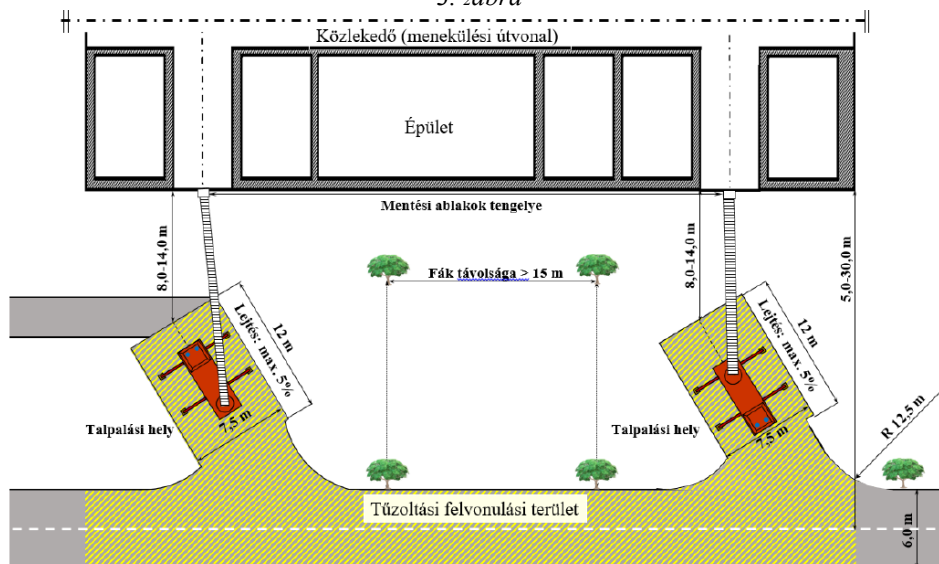 3. ábra
Közlekedő (menekülési útvonal)
Épület
Mentési ablakok tengelye
8,0-14,0 m
8,0-14,0 m
5,0-30,0 m
Fák távolsága > 15 m
12 m
Lejtés: max. 5%
7,5 m
Talpalási hely
12 m
Lejtés: max. 5%
7,5 m
Talpalási hely
R 12,5 m
Tűzoltási felvonulási terület
6,0 m